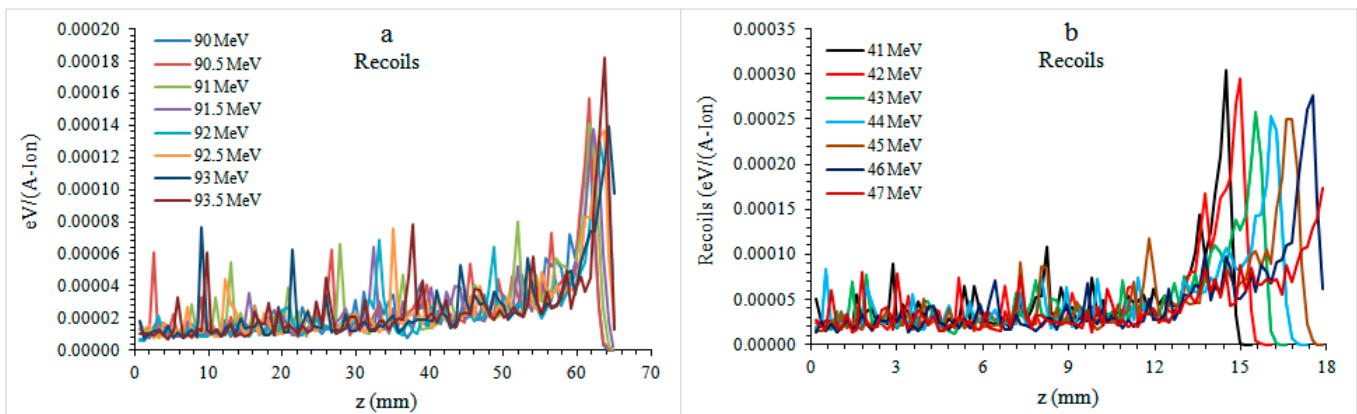 a
Recoils
eV/(A-Ion)
0.00020
0.00018
0.00016
0.00014
0.00012
0.00010
0.00008
0.00006
0.00004
0.00002
0.00000
90 MeV
90.5 MeV
91 MeV
91.5 MeV
92 MeV
92.5 MeV
93 MeV
93.5 MeV
0 10 20 30 40 50 60 70
z (mm)
b
Recoils
Recoils (eV/(A-Ion)
0.00035
0.00030
0.00025
0.00020
0.00015
0.00010
0.00005
0.00000
41 MeV
42 MeV
43 MeV
44 MeV
45 MeV
46 MeV
47 MeV
0 3 6 9 12 15 18
z (mm)